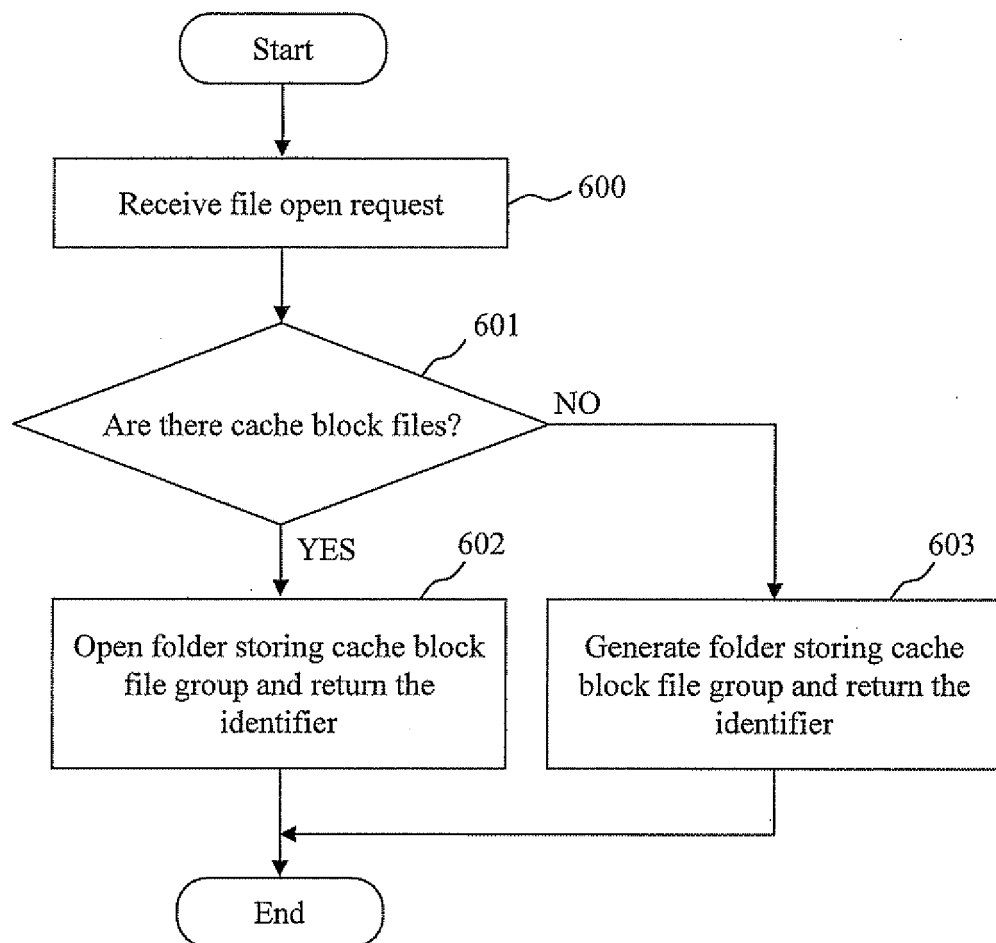 Start
Receive file open request
600
601
Are there cache block files?
NO
YES
602
603
Open folder storing cache block
file group and return the
identifier
Generate folder storing cache
block file group and return the
identifier
End